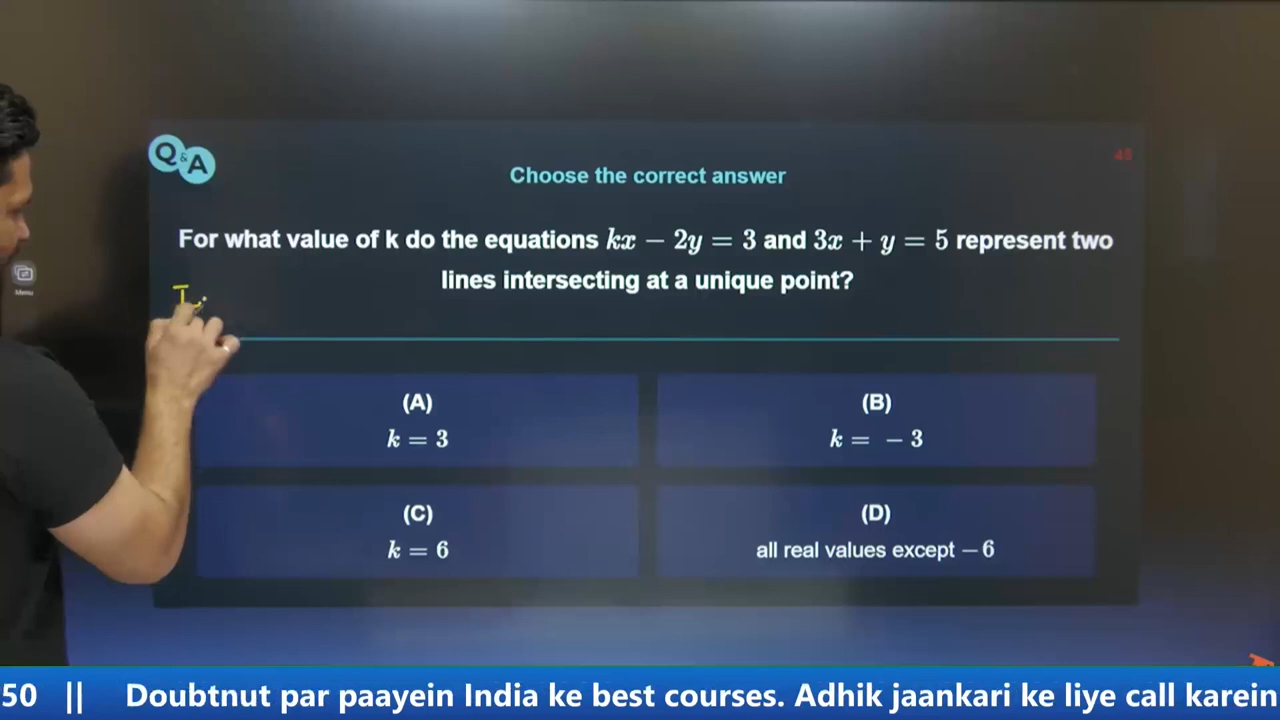 Q & A
45
Choose the correct answer
For what value of k do the equations kx − 2y = 3 and 3x + y = 5 represent two
lines intersecting at a unique point?
Menu
(A)
k = 3
(B)
k = − 3
(C)
k = 6
(D)
all real values except − 6
50 || Doubtnut par paayein India ke best courses. Adhik jaankari ke liye call karein